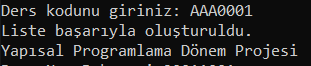 Ders kodunu giriniz: AAA0001
Liste başarıyla oluşturuldu.
Yapısal Programlama Dönem Projesi